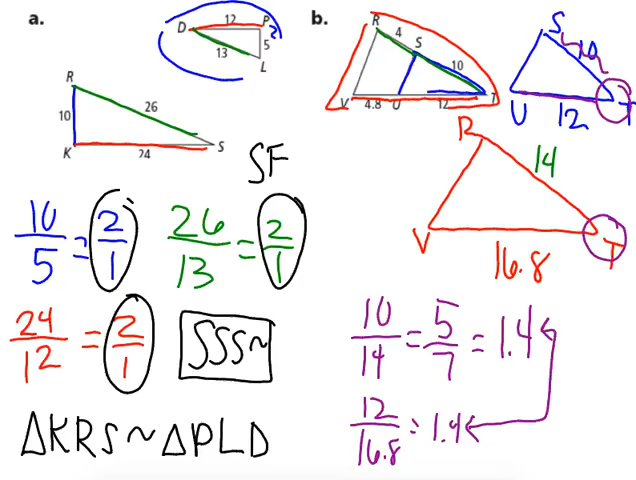 a.
D 12 P
5
13
L
R
10
26
K 24 S
SF
10/5 = 2/1
26/13 = 2/1
24/12 = 2/1
SSS~
ΔKRS ~ ΔPLD
b.
R
4
S
10
V 4.8 U 12 T
S
10
U 12 T
R
14
V 16.8 T
10/14 = 5/7 = 1.4
12/16.8 = 1.4